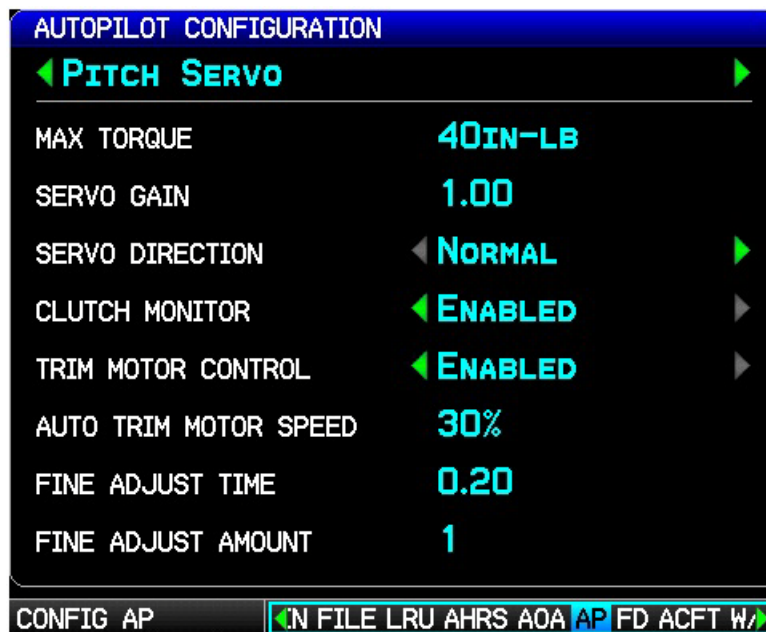 AUTOPILOT CONFIGURATION
PITCH SERVO
MAX TORQUE 40IN-LB
SERVO GAIN 1.00
SERVO DIRECTION NORMAL
CLUTCH MONITOR ENABLED
TRIM MOTOR CONTROL ENABLED
AUTO TRIM MOTOR SPEED 30%
FINE ADJUST TIME 0.20
FINE ADJUST AMOUNT 1
CONFIG AP FILE LRU AHRS AOA AP FD ACFT